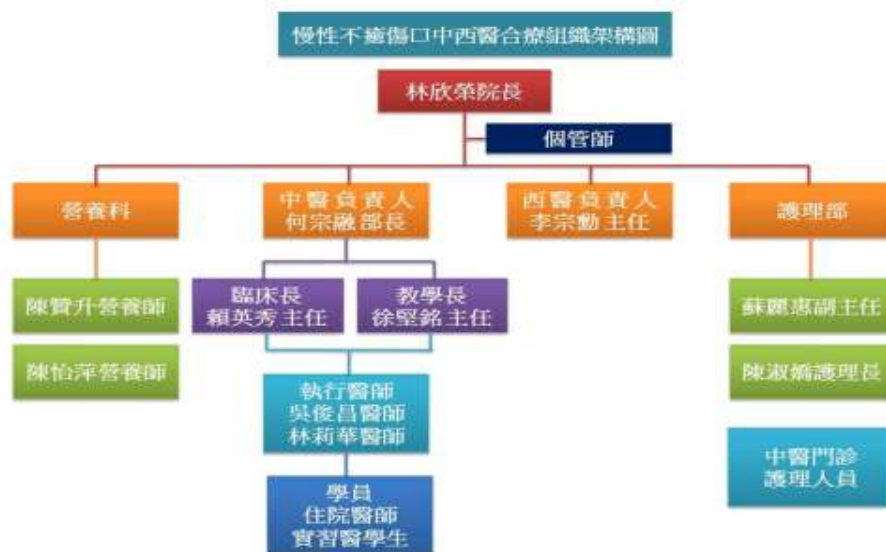 慢性不癒傷口中西醫合療組織架構圖
林欣榮院長
個管師
營養科
中醫負責人
何宗融部長
西醫負責人
李宗勳主任
護理部
陳贊升營養師
陳怡萍營養師
臨床長
賴英秀主任
教學長
徐堅銘主任
執行醫師
吳俊昌醫師
林莉華醫師
學員
住院醫師
實習醫學生
蘇麗惠副主任
陳淑嬌護理長
中醫門診
護理人員